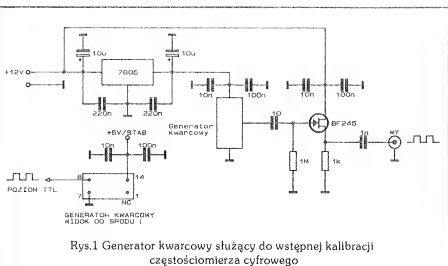 10u
10u
+12V
7805
220n
220n
10n
100n
10n
100n
Generator
kwarcowy
10
BF245
1n
WY
1M
1k
+5V/STAB
10n
100n
8
14
7
1
NC
POZIOM TTL
GENERATOR KWARCOWY
WIDOK OD SPODU !
Rys.1 Generator kwarcowy służący do wstępnej kalibracji
częstościomierza cyfrowego